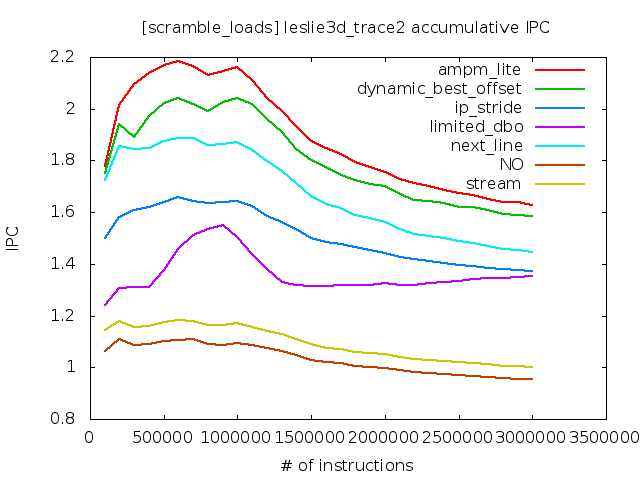 [scramble_loads] leslie3d_trace2 accumulative IPC
2.2
2
1.8
1.6
1.4
1.2
1
0.8
IPC
ampm_lite
dynamic_best_offset
ip_stride
limited_dbo
next_line
NO
stream
0 500000 1000000 1500000 2000000 2500000 3000000 3500000
# of instructions